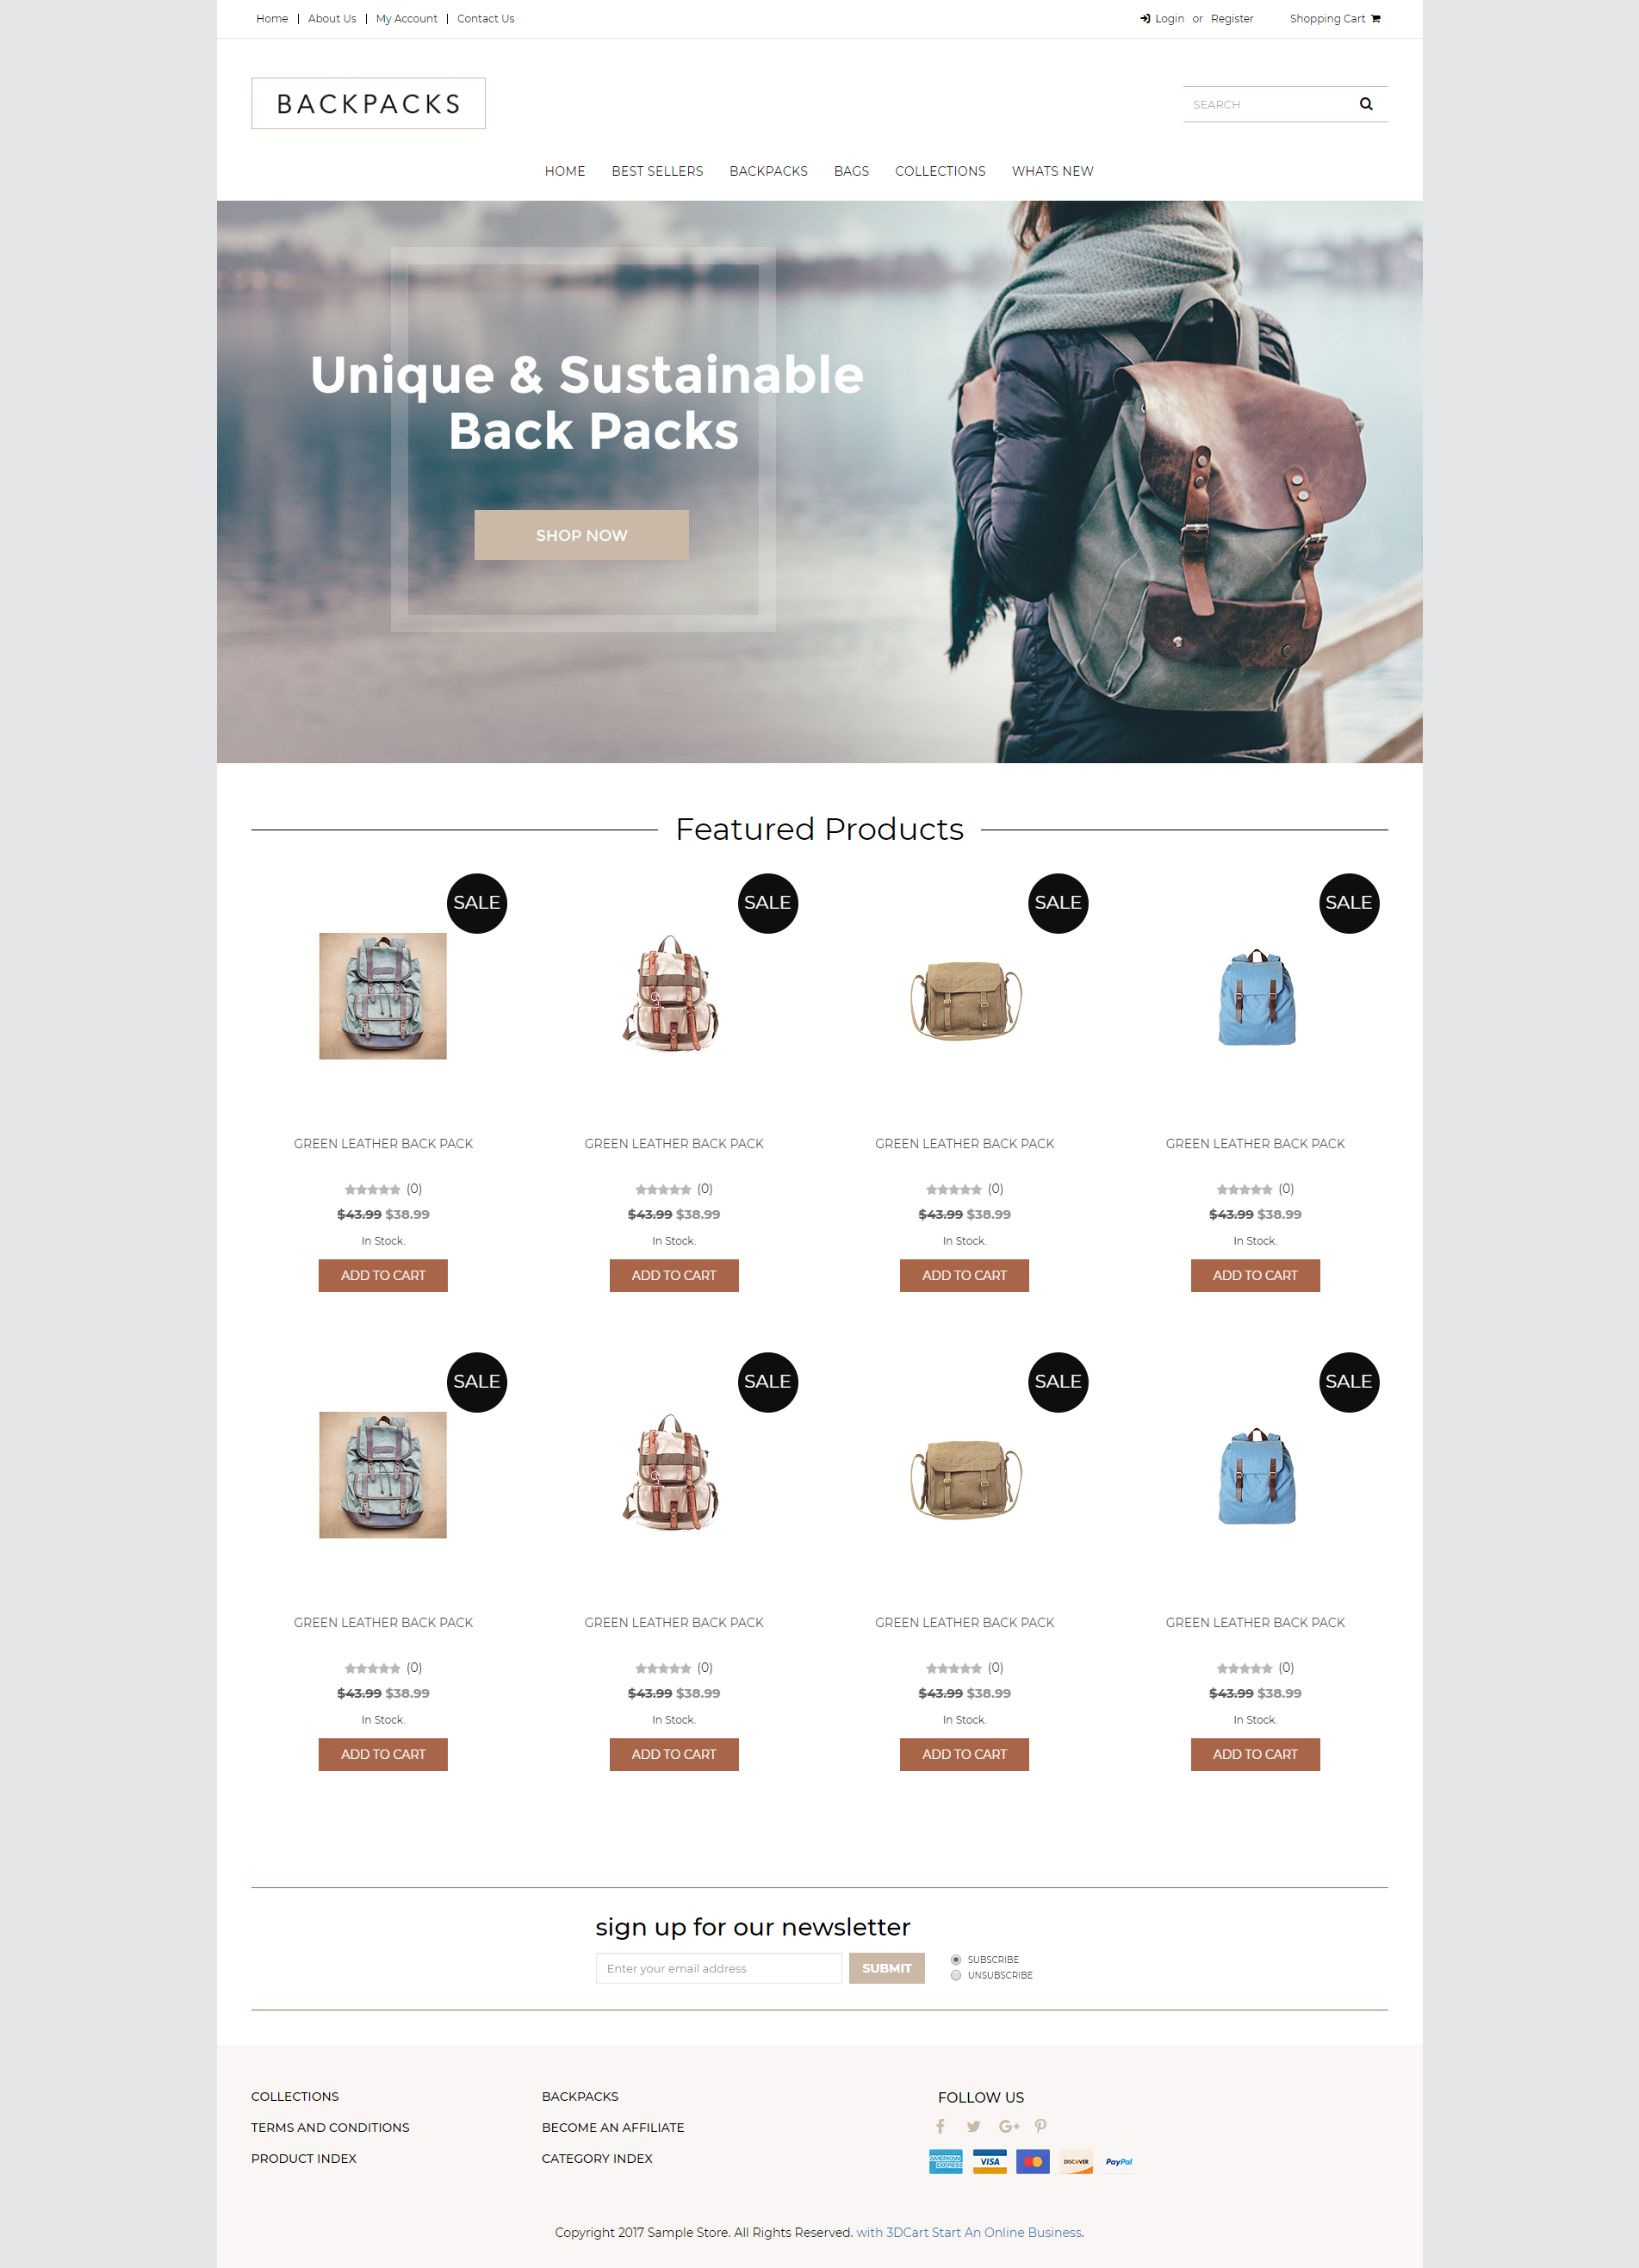 Home | About Us | My Account | Contact Us
Login or Register
Shopping Cart
BACKPACKS
SEARCH
HOME BEST SELLERS BACKPACKS BAGS COLLECTIONS WHATS NEW
Unique & Sustainable
Back Packs
SHOP NOW
Featured Products
SALE SALE SALE SALE
GREEN LEATHER BACK PACK GREEN LEATHER BACK PACK GREEN LEATHER BACK PACK GREEN LEATHER BACK PACK
(0) (0) (0) (0)
$43.99 $38.99 $43.99 $38.99 $43.99 $38.99 $43.99 $38.99
In Stock. In Stock. In Stock. In Stock.
ADD TO CART ADD TO CART ADD TO CART ADD TO CART
SALE SALE SALE SALE
GREEN LEATHER BACK PACK GREEN LEATHER BACK PACK GREEN LEATHER BACK PACK GREEN LEATHER BACK PACK
(0) (0) (0) (0)
$43.99 $38.99 $43.99 $38.99 $43.99 $38.99 $43.99 $38.99
In Stock. In Stock. In Stock. In Stock.
ADD TO CART ADD TO CART ADD TO CART ADD TO CART
sign up for our newsletter
Enter your email address
SUBMIT
SUBSCRIBE
UNSUBSCRIBE
COLLECTIONS
TERMS AND CONDITIONS
PRODUCT INDEX
BACKPACKS
BECOME AN AFFILIATE
CATEGORY INDEX
FOLLOW US
G+
AMERICAN EXPRESS VISA DISCOVER PayPal
Copyright 2017 Sample Store. All Rights Reserved. with 3DCart Start An Online Business.